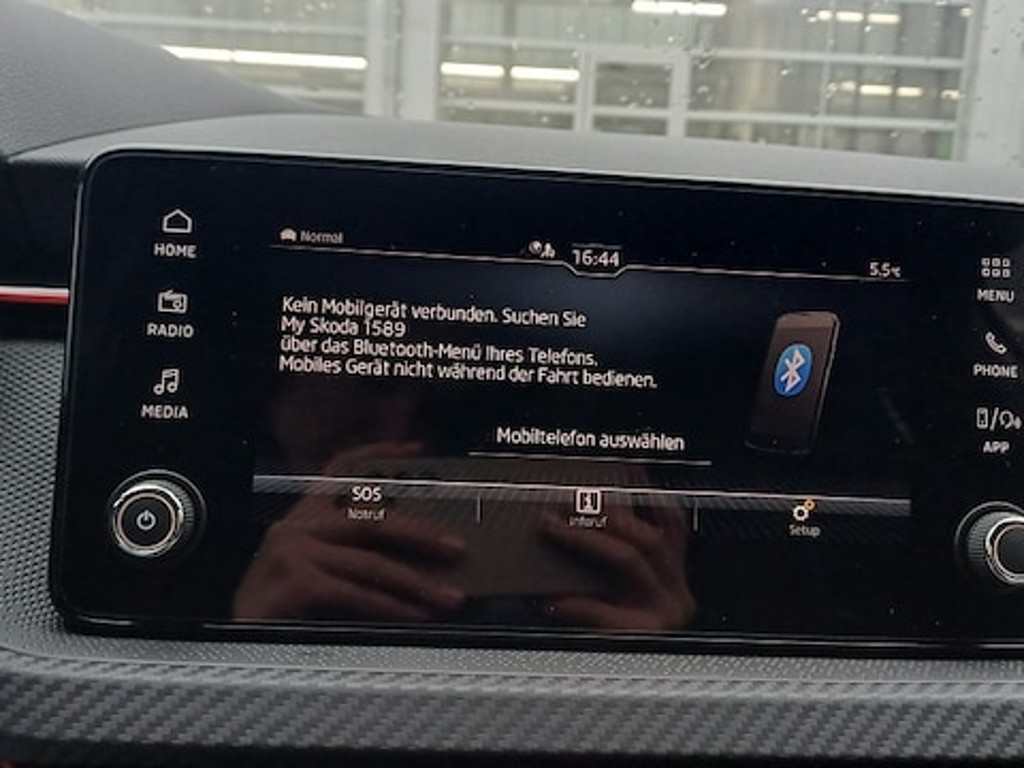 HOME
RADIO
MEDIA
Normal
16:44
5.5°C
Kein Mobilgerät verbunden. Suchen Sie
My Skoda 1589
über das Bluetooth-Menü Ihres Telefons.
Mobiles Gerät nicht während der Fahrt bedienen.
Mobiltelefon auswählen
SOS
Notruf
Inforuf
Setup
MENU
PHONE
APP